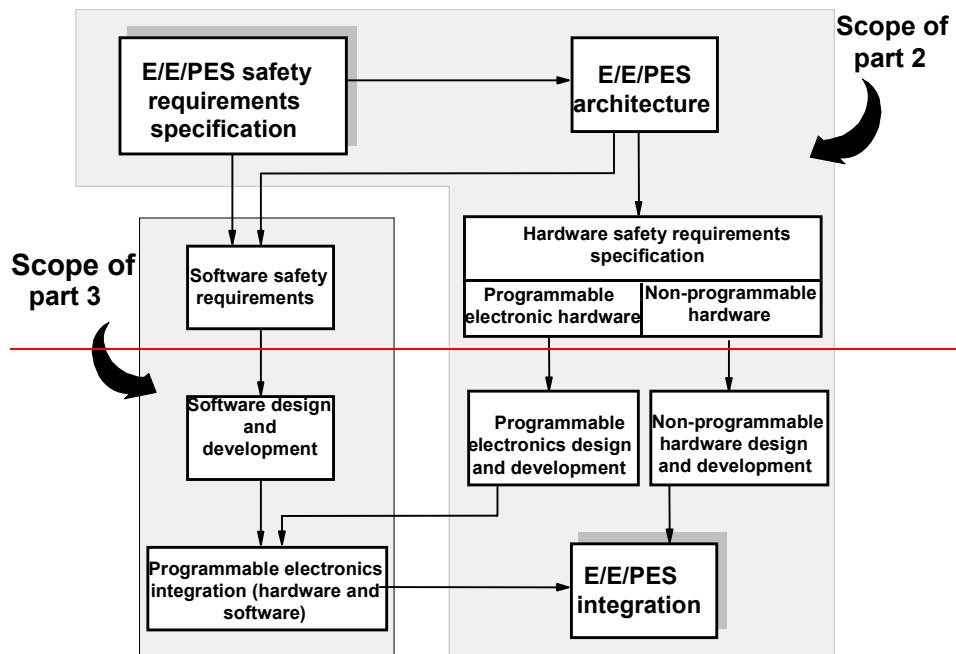 E/E/PES safety
requirements
specification
E/E/PES
architecture
Scope of
part 2
Hardware safety requirements
specification
Programmable
electronic hardware
Non-programmable
hardware
Scope of
part 3
Software safety
requirements
Software design
and
development
Programmable
electronics design
and development
Non-programmable
hardware design
and development
Programmable electronics
integration (hardware and
software)
E/E/PES
integration